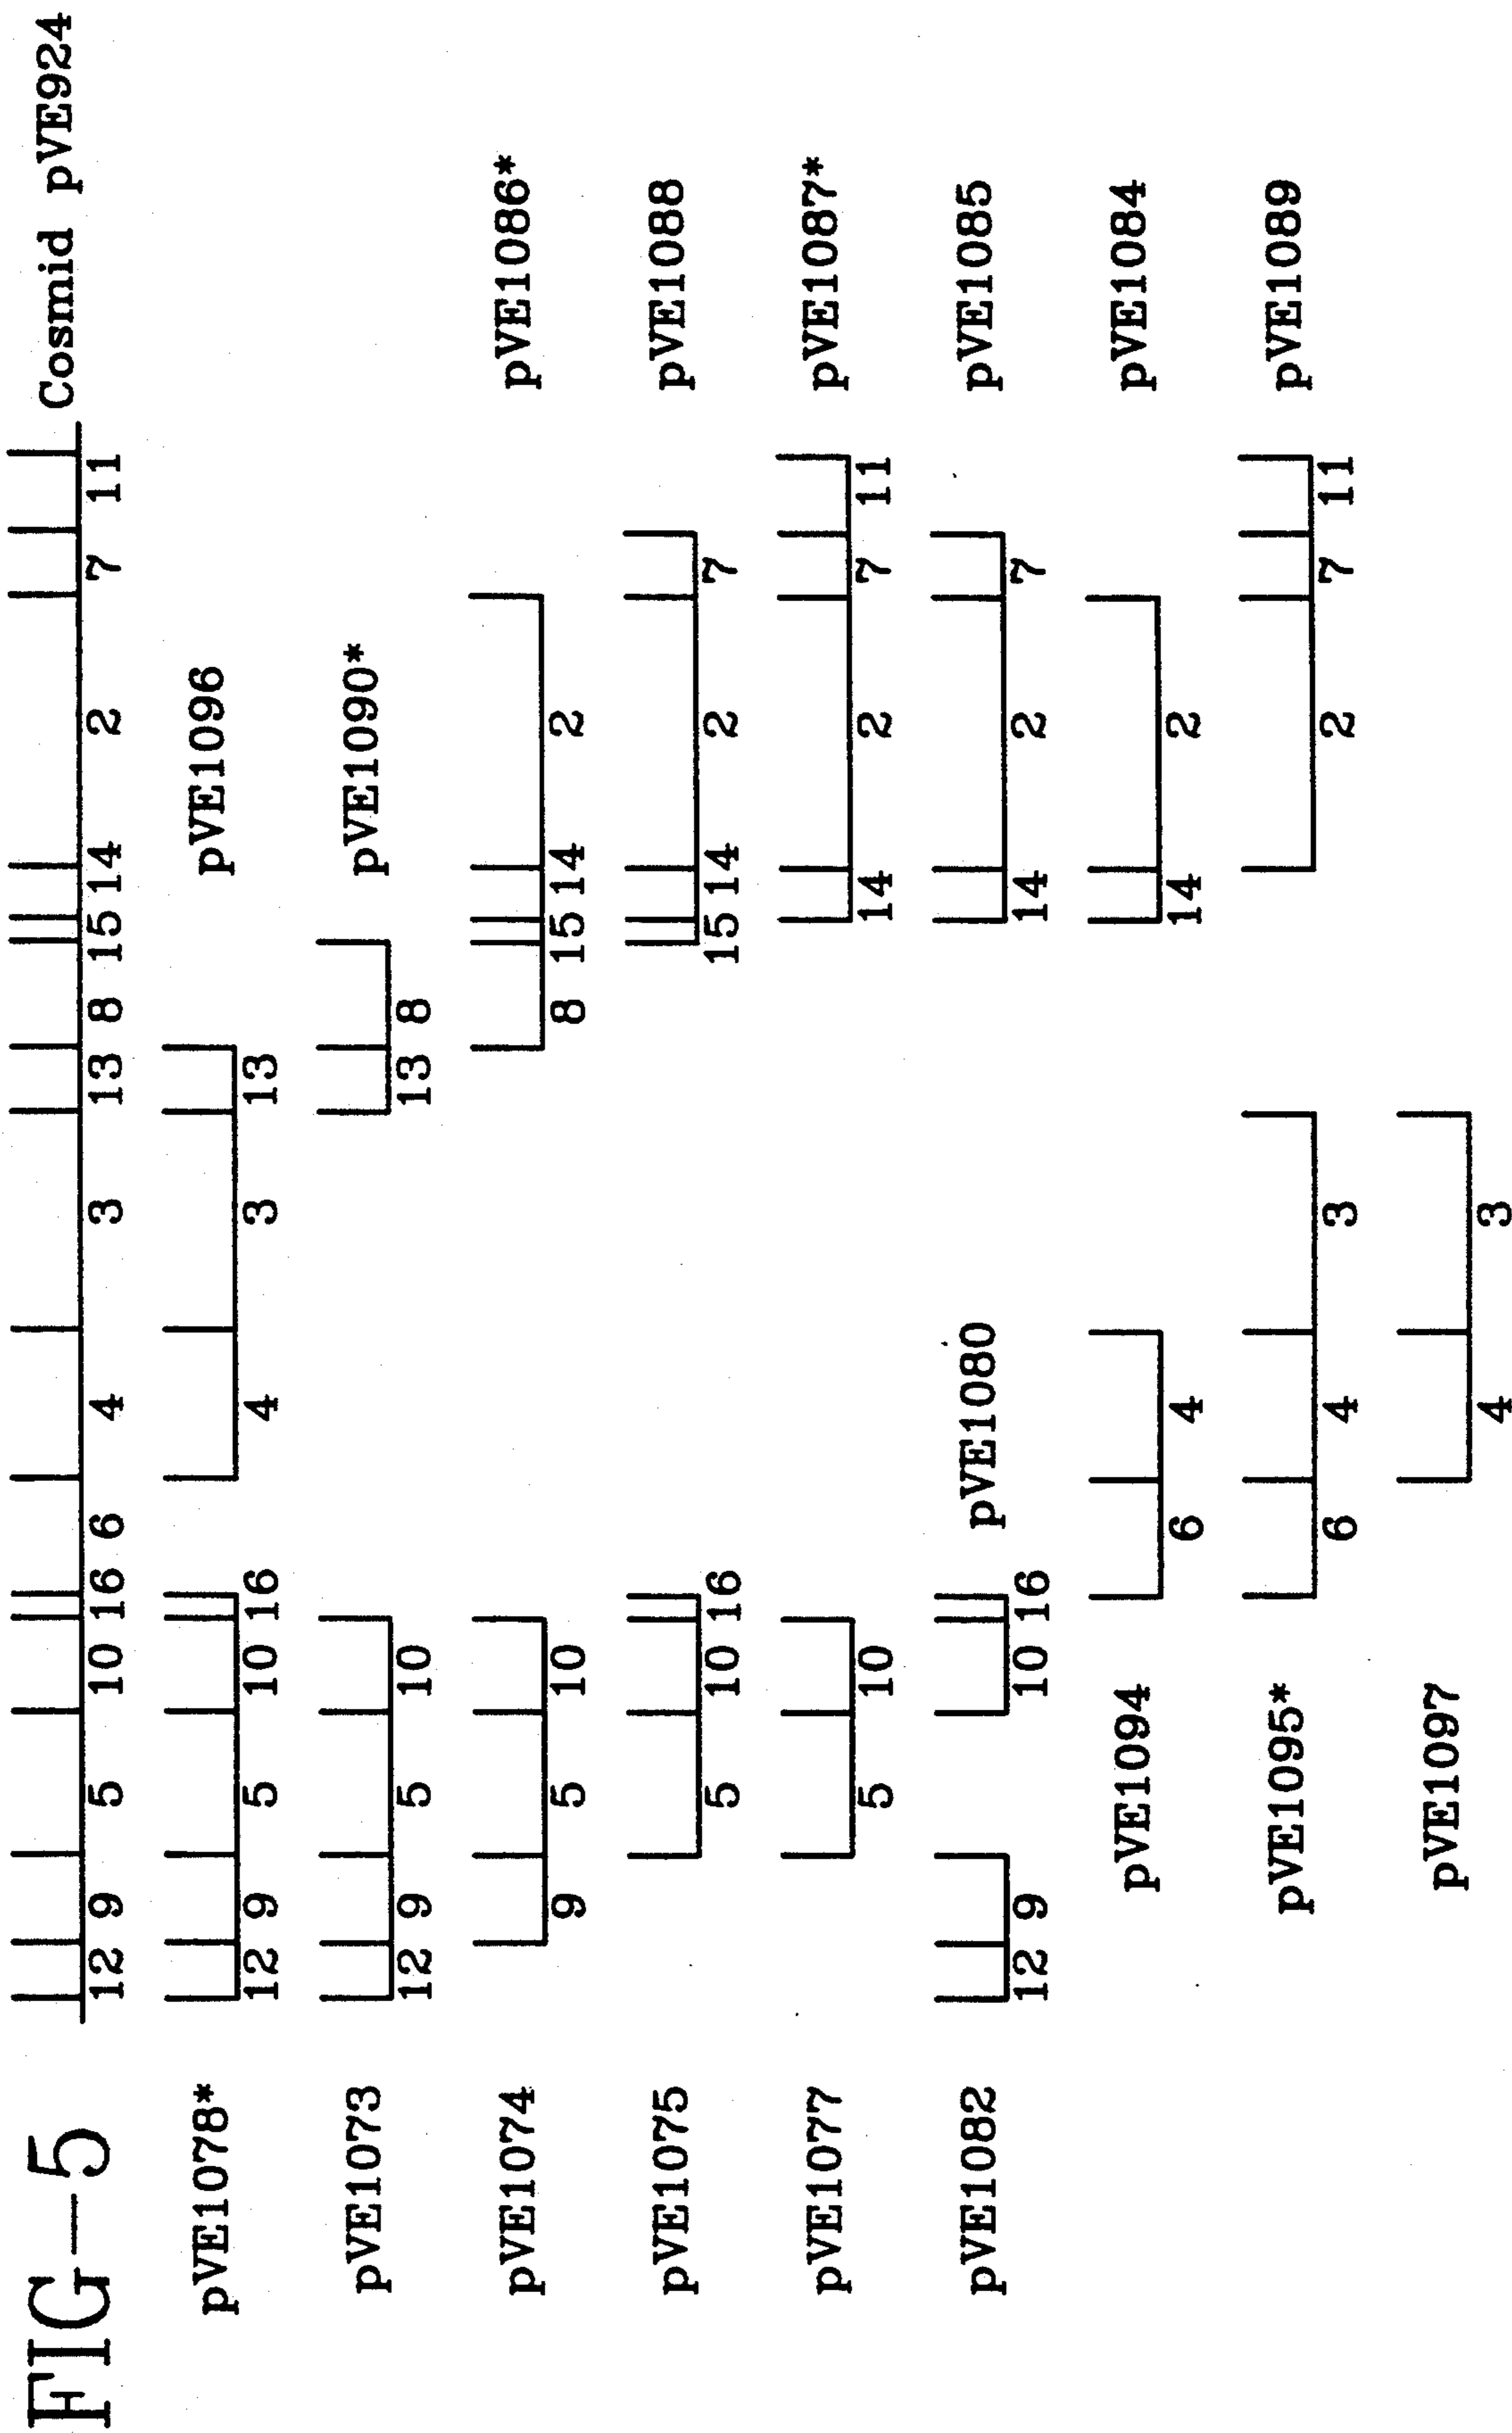 FIG-5
Cosmid pVE924
12 9 5 10 16 6 4 3 13 8 15 14 2 7 11
pVE1078* 12 9 5 10 16
4 3 13 pVE1096
pVE1073 12 9 5 10
13 8 pVE1090*
pVE1074 9 5 10
8 15 14 2 pVE1086*
pVE1075 5 10 16
15 14 2 7 pVE1088
pVE1077 5 10
14 2 7 11 pVE1087*
pVE1082 12 9
10 16 pVE1080
14 2 7 pVE1085
pVE1094 6 4
14 2 pVE1084
pVE1095* 6 4 3
2 7 11 pVE1089
pVE1097 4 3